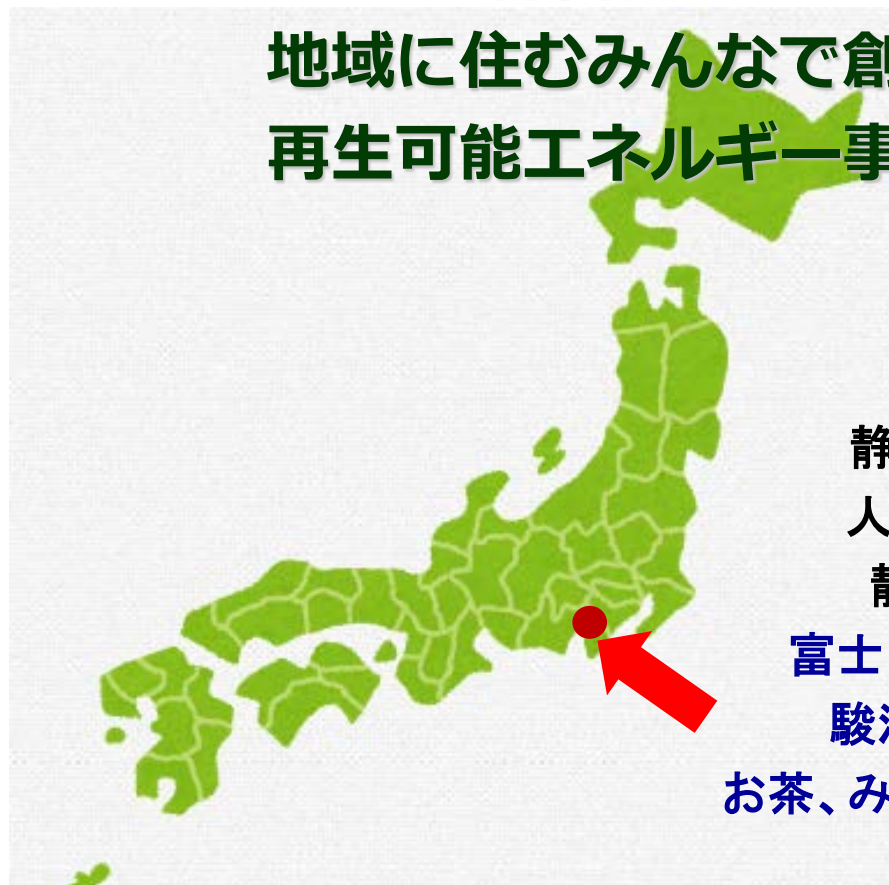 地域に住むみんなで創
再生可能エネルギー事
静
人
静
富士
駿河
お茶、み